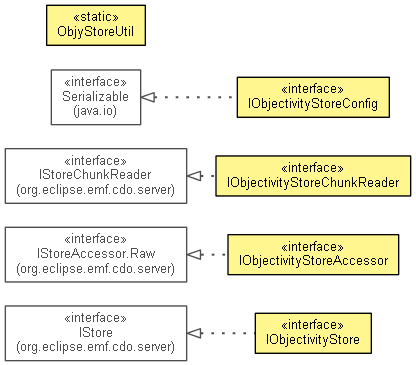 «static»
ObjyStoreUtil
«interface»
Serializable
(java.io)
«interface»
IObjectivityStoreConfig
«interface»
IStoreChunkReader
(org.eclipse.emf.cdo.server)
«interface»
IObjectivityStoreChunkReader
«interface»
IStoreAccessor.Raw
(org.eclipse.emf.cdo.server)
«interface»
IObjectivityStoreAccessor
«interface»
IStore
(org.eclipse.emf.cdo.server)
«interface»
IObjectivityStore